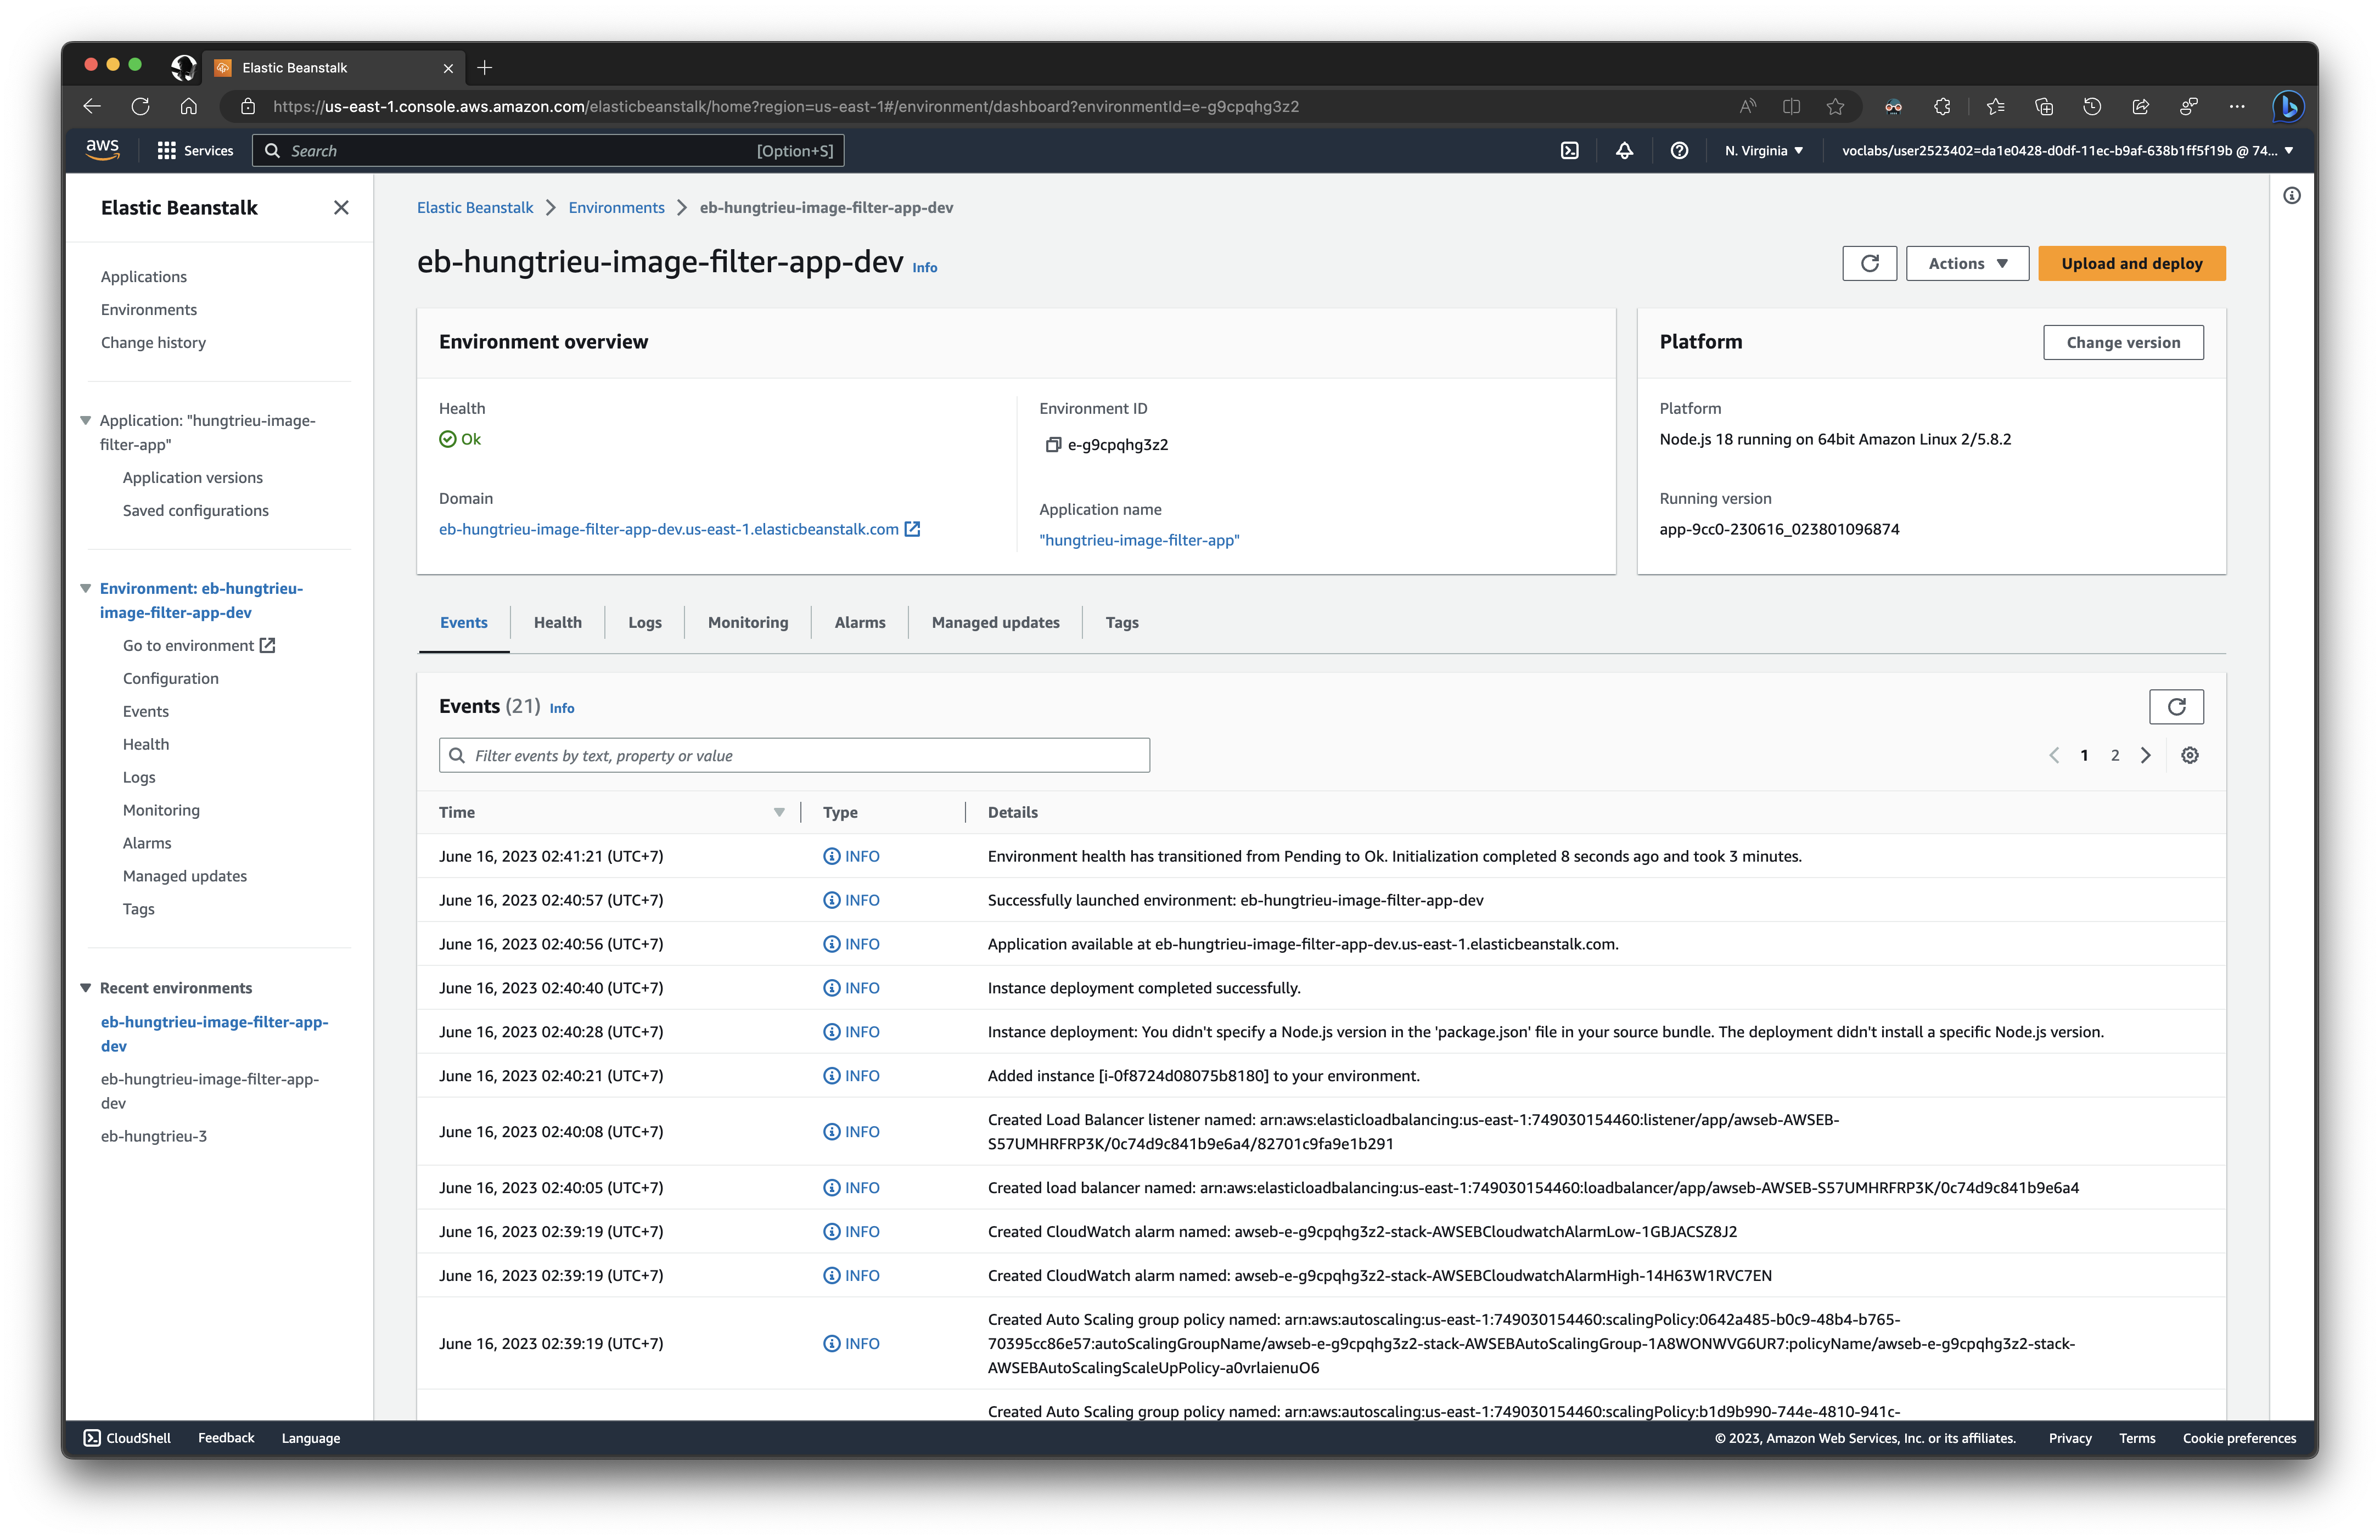 Elastic Beanstalk
https://us-east-1.console.aws.amazon.com/elasticbeanstalk/home?region=us-east-1#/environment/dashboard?environmentId=e-g9cpqhg3z2
aws
Services
Search
[Option+S]
N. Virginia
voclabs/user2523402=da1e0428-d0df-11ec-b9af-638b1ff5f19b @ 74...
Elastic Beanstalk
Applications
Environments
Change history
Application: "hungtrieu-image-
filter-app"
Application versions
Saved configurations
Environment: eb-hungtrieu-
image-filter-app-dev
Go to environment
Configuration
Events
Health
Logs
Monitoring
Alarms
Managed updates
Tags
Recent environments
eb-hungtrieu-image-filter-app-
dev
eb-hungtrieu-image-filter-app-
dev
eb-hungtrieu-3
Elastic Beanstalk
Environments
eb-hungtrieu-image-filter-app-dev
eb-hungtrieu-image-filter-app-dev Info
Actions
Upload and deploy
Environment overview
Health
Ok
Domain
eb-hungtrieu-image-filter-app-dev.us-east-1.elasticbeanstalk.com
Environment ID
e-g9cpqhg3z2
Application name
"hungtrieu-image-filter-app"
Platform
Change version
Platform
Node.js 18 running on 64bit Amazon Linux 2/5.8.2
Running version
app-9cc0-230616_023801096874
Events
Health
Logs
Monitoring
Alarms
Managed updates
Tags
Events (21) Info
Filter events by text, property or value
1
2
Time
Type
Details
June 16, 2023 02:41:21 (UTC+7)
INFO
Environment health has transitioned from Pending to Ok. Initialization completed 8 seconds ago and took 3 minutes.
June 16, 2023 02:40:57 (UTC+7)
INFO
Successfully launched environment: eb-hungtrieu-image-filter-app-dev
June 16, 2023 02:40:56 (UTC+7)
INFO
Application available at eb-hungtrieu-image-filter-app-dev.us-east-1.elasticbeanstalk.com.
June 16, 2023 02:40:40 (UTC+7)
INFO
Instance deployment completed successfully.
June 16, 2023 02:40:28 (UTC+7)
INFO
Instance deployment: You didn't specify a Node.js version in the 'package.json' file in your source bundle. The deployment didn't install a specific Node.js version.
June 16, 2023 02:40:21 (UTC+7)
INFO
Added instance [i-0f8724d08075b8180] to your environment.
June 16, 2023 02:40:08 (UTC+7)
INFO
Created Load Balancer listener named: arn:aws:elasticloadbalancing:us-east-1:749030154460:listener/app/awseb-AWSEB-
S57UMHRFRP3K/0c74d9c841b9e6a4/82701c9fa9e1b291
June 16, 2023 02:40:05 (UTC+7)
INFO
Created load balancer named: arn:aws:elasticloadbalancing:us-east-1:749030154460:loadbalancer/app/awseb-AWSEB-S57UMHRFRP3K/0c74d9c841b9e6a4
June 16, 2023 02:39:19 (UTC+7)
INFO
Created CloudWatch alarm named: awseb-e-g9cpqhg3z2-stack-AWSEBCloudwatchAlarmLow-1GBJACSZ8J2
June 16, 2023 02:39:19 (UTC+7)
INFO
Created CloudWatch alarm named: awseb-e-g9cpqhg3z2-stack-AWSEBCloudwatchAlarmHigh-14H63W1RVC7EN
June 16, 2023 02:39:19 (UTC+7)
INFO
Created Auto Scaling group policy named: arn:aws:autoscaling:us-east-1:749030154460:scalingPolicy:0642a485-b0c9-48b4-b765-
70395cc86e57:autoScalingGroupName/awseb-e-g9cpqhg3z2-stack-AWSEBAutoScalingGroup-1A8WONWVG6UR7:policyName/awseb-e-g9cpqhg3z2-stack-
AWSEBAutoScalingScaleUpPolicy-a0vrlaienuO6
Created Auto Scaling group policy named: arn:aws:autoscaling:us-east-1:749030154460:scalingPolicy:b1d9b990-744e-4810-941c-
CloudShell
Feedback
Language
© 2023, Amazon Web Services, Inc. or its affiliates.
Privacy
Terms
Cookie preferences